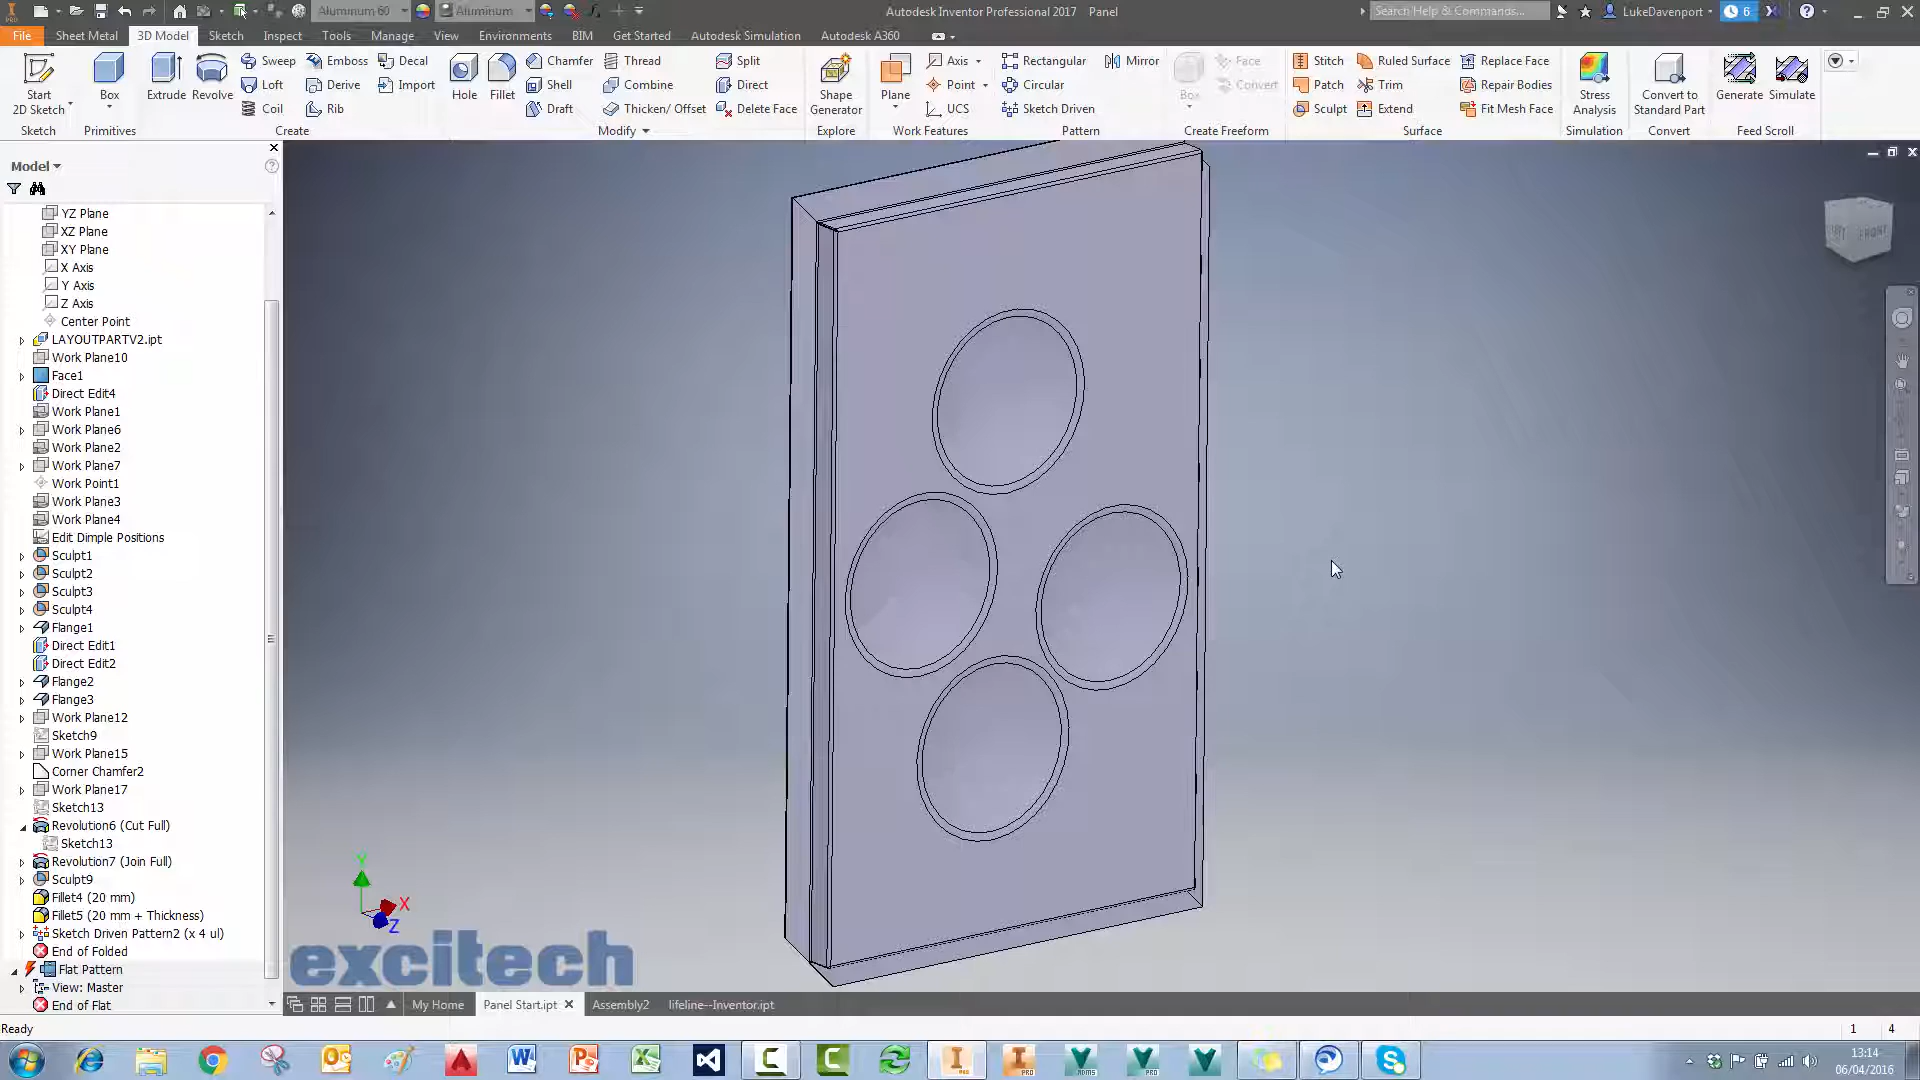 Aluminum 60
Aluminum
Autodesk Inventor Professional 2017 Panel
Search Help & Commands...
LukeDavenport
6
File Sheet Metal 3D Model Sketch Inspect Tools Manage View Environments BIM Get Started Autodesk Simulation Autodesk A360
Start 2D Sketch
Sketch
Box
Primitives
Extrude Revolve
Sweep Emboss Decal
Loft Derive Import
Coil Rib
Create
Hole Fillet
Chamfer Thread Split
Shell Combine Direct
Draft Thicken/ Offset Delete Face
Modify
Shape Generator
Explore
Plane
Axis
Point
UCS
Work Features
Rectangular Mirror
Circular
Sketch Driven
Pattern
Box
Face
Convert
Create Freeform
Stitch Ruled Surface Replace Face
Patch Trim Repair Bodies
Sculpt Extend Fit Mesh Face
Surface
Stress Analysis
Simulation
Convert to Standard Part
Convert
Generate Simulate
Feed Scroll
Model
YZ Plane
XZ Plane
XY Plane
X Axis
Y Axis
Z Axis
Center Point
LAYOUTPARTV2.ipt
Work Plane10
Face1
Direct Edit4
Work Plane1
Work Plane6
Work Plane2
Work Plane7
Work Point1
Work Plane3
Work Plane4
Edit Dimple Positions
Sculpt1
Sculpt2
Sculpt3
Sculpt4
Flange1
Direct Edit1
Direct Edit2
Flange2
Flange3
Work Plane12
Sketch9
Work Plane15
Corner Chamfer2
Work Plane17
Sketch13
Revolution6 (Cut Full)
Sketch13
Revolution7 (Join Full)
Sculpt9
Fillet4 (20 mm)
Fillet5 (20 mm + Thickness)
Sketch Driven Pattern2 (x 4 ul)
End of Folded
Flat Pattern
View: Master
End of Flat
FRONT
Y
X
Z
excitech
My Home Panel Start.ipt Assembly2 lifeline--Inventor.ipt
Ready
1 4
13:14
06/04/2016